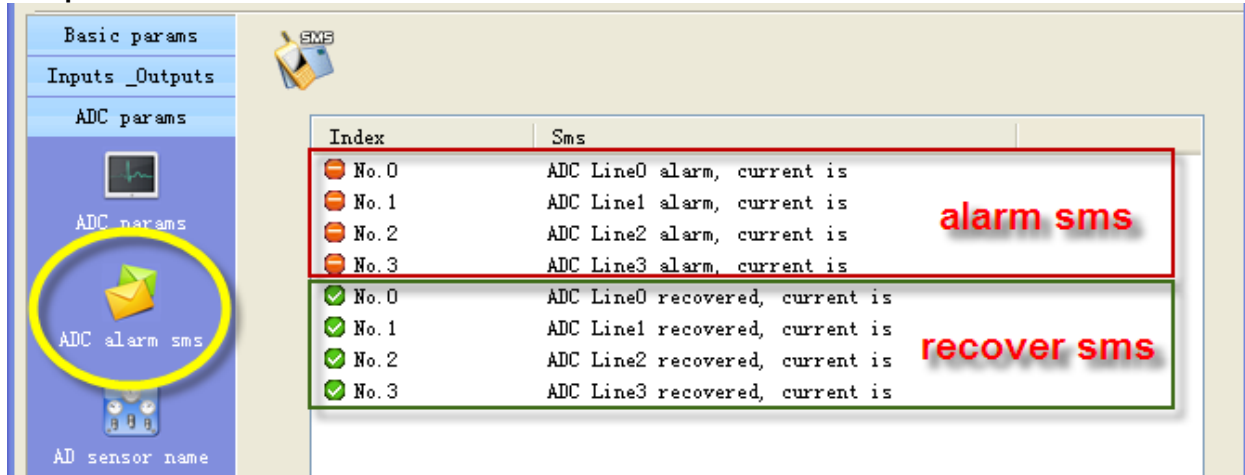 Basic params
Inputs _Outputs
ADC params
SMS
ADC params
ADC alarm sms
AD sensor name
Index Sms
No. 0 ADC Line0 alarm, current is
No. 1 ADC Line1 alarm, current is
No. 2 ADC Line2 alarm, current is
No. 3 ADC Line3 alarm, current is
alarm sms
No. 0 ADC Line0 recovered, current is
No. 1 ADC Line1 recovered, current is
No. 2 ADC Line2 recovered, current is
No. 3 ADC Line3 recovered, current is
recover sms